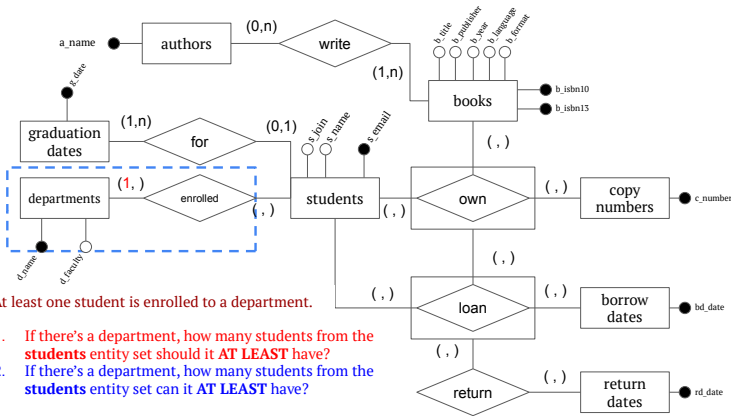 a_name
authors
(0,n)
write
(1,n)
b_title
b_publisher
b_year
b_language
b_format
books
b_isbn10
b_isbn13
g_date
graduation
dates
(1,n)
for
(0,1)
s_join
s_name
s_email
( , )
departments
(1, )
enrolled
( , )
students
( , )
own
( , )
copy
numbers
c_number
d_name
d_faculty
( , )
( , )
loan
( , )
borrow
dates
bd_date
At least one student is enrolled to a department.
If there's a department, how many students from the
students entity set should it AT LEAST have?
2. If there's a department, how many students from the
students entity set can it AT LEAST have?
( , )
return
( , )
return
dates
rd_date